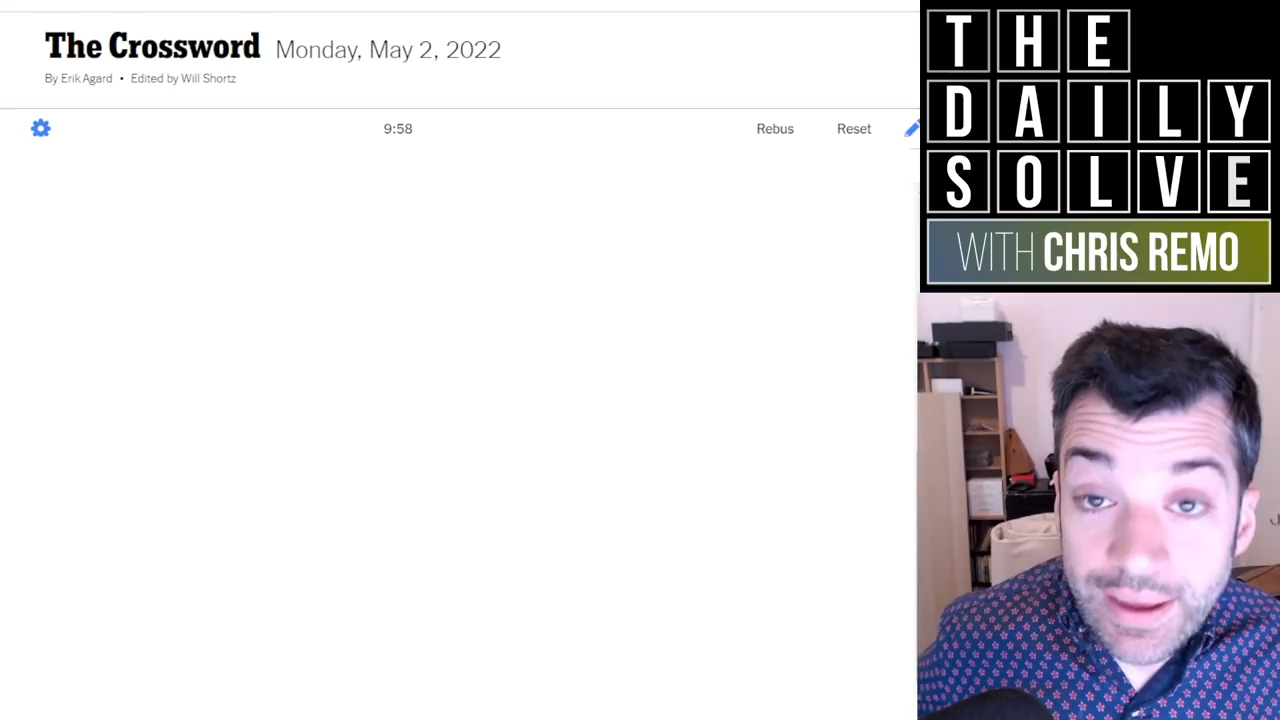 The Crossword Monday, May 2, 2022
By Erik Agard • Edited by Will Shortz
9:58 Rebus Reset
THE
DAILY
SOLVE
WITH CHRIS REMO